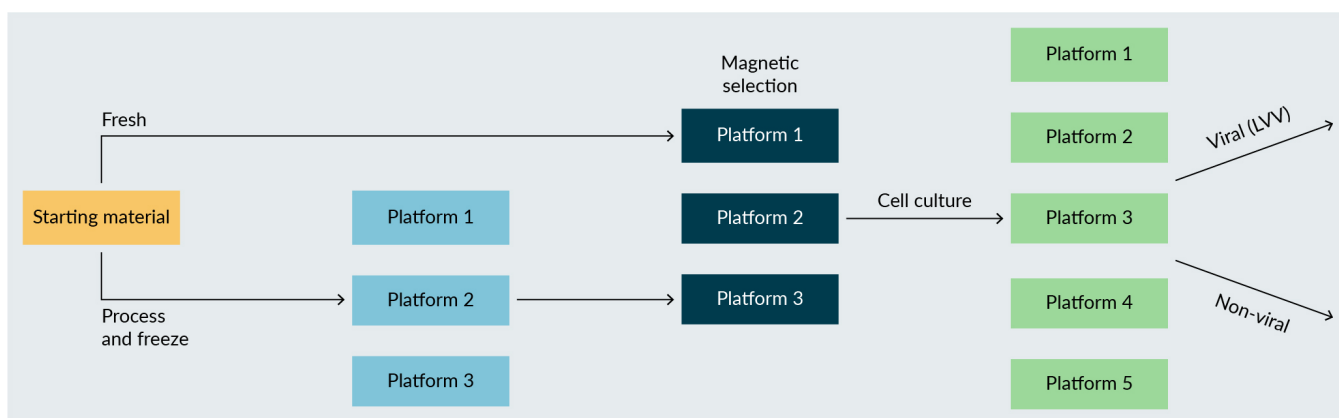 Fresh
Starting material
Process
and freeze
Platform 1
Platform 2
Platform 3
Magnetic
selection
Platform 1
Platform 2
Platform 3
Cell culture
Platform 1
Platform 2
Platform 3
Platform 4
Platform 5
Viral (LVV)
Non-viral